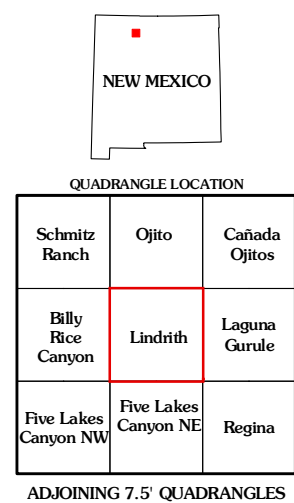 NEW MEXICO
QUADRANGLE LOCATION
Schmitz
Ranch
Ojito
Cañada
Ojitos
Billy
Rice
Canyon
Lindrith
Laguna
Gurule
Five Lakes
Canyon NW
Five Lakes
Canyon NE
Regina
ADJOINING 7.5' QUADRANGLES